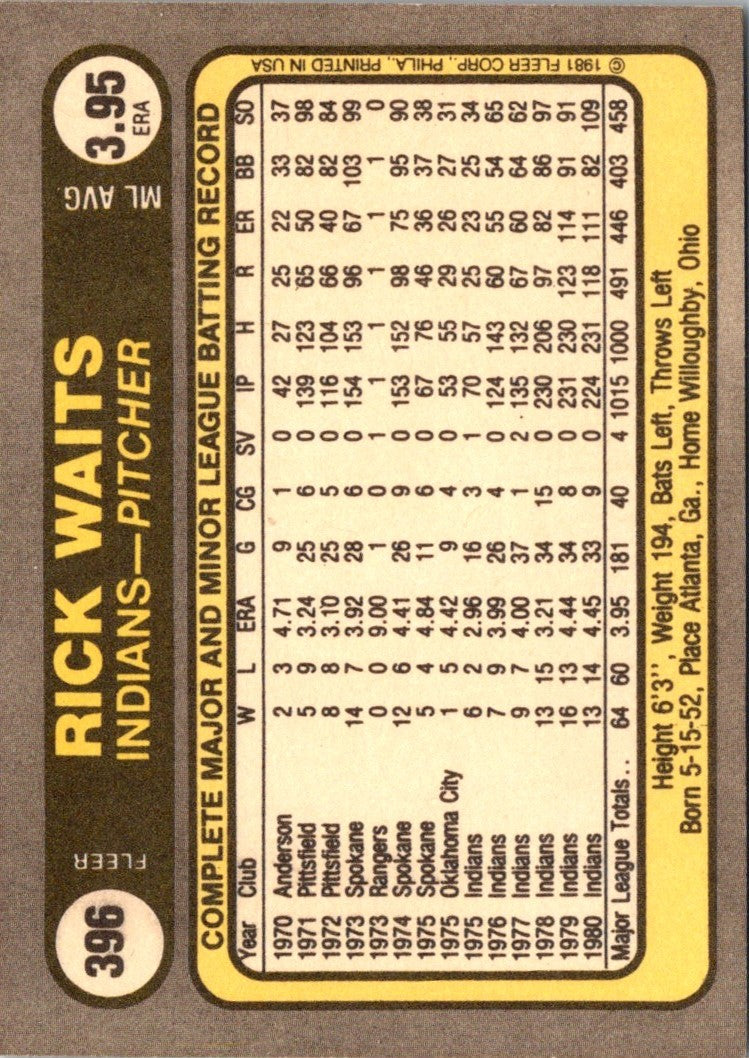 396
FLEER
RICK WAITS
INDIANS—PITCHER
ML AVG.
3.95
ERA
COMPLETE MAJOR AND MINOR LEAGUE BATTING RECORD
Year Club W L ERA G CG SV IP H R ER BB SO
1970 Anderson 2 3 4.71 9 1 0 42 27 25 22 33 37
1971 Pittsfield 5 9 3.24 25 6 0 139 123 65 50 82 98
1972 Pittsfield 8 8 3.10 25 5 0 116 104 66 40 82 84
1973 Spokane 14 7 3.92 28 6 0 154 153 96 67 103 99
1973 Rangers 0 0 9.00 1 0 1 1 1 1 1 1 0
1974 Spokane 12 6 4.41 26 9 0 153 152 98 75 95 90
1975 Spokane 5 4 4.84 11 6 0 67 76 46 36 37 38
1975 Oklahoma City 1 5 4.42 9 4 0 53 55 29 26 27 31
1975 Indians 6 2 2.96 16 3 1 70 57 25 23 25 34
1976 Indians 7 9 3.99 26 4 0 124 143 60 55 54 65
1977 Indians 9 7 4.00 37 1 2 135 132 67 60 64 62
1978 Indians 13 15 3.21 34 15 0 230 206 97 82 86 97
1979 Indians 16 13 4.44 34 8 0 231 230 123 114 91 91
1980 Indians 13 14 4.45 33 9 0 224 231 118 111 82 109
Major League Totals.. 64 60 3.95 181 40 4 1015 1000 491 446 403 458
Height 6'3'', Weight 194, Bats Left, Throws Left
Born 5-15-52, Place Atlanta, Ga., Home Willoughby, Ohio
© 1981 FLEER CORP., PHILA., PRINTED IN USA